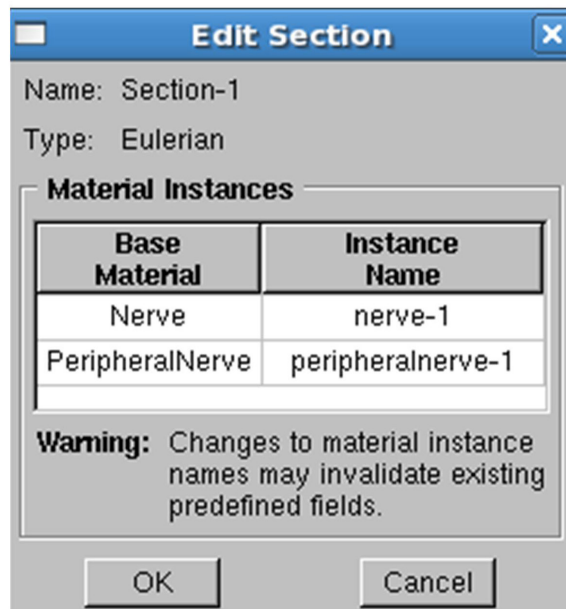 Edit Section
Name: Section-1
Type: Eulerian
Material Instances
Base Material Instance Name
Nerve nerve-1
PeripheralNerve peripheralnerve-1
Warning: Changes to material instance
names may invalidate existing
predefined fields.
OK Cancel